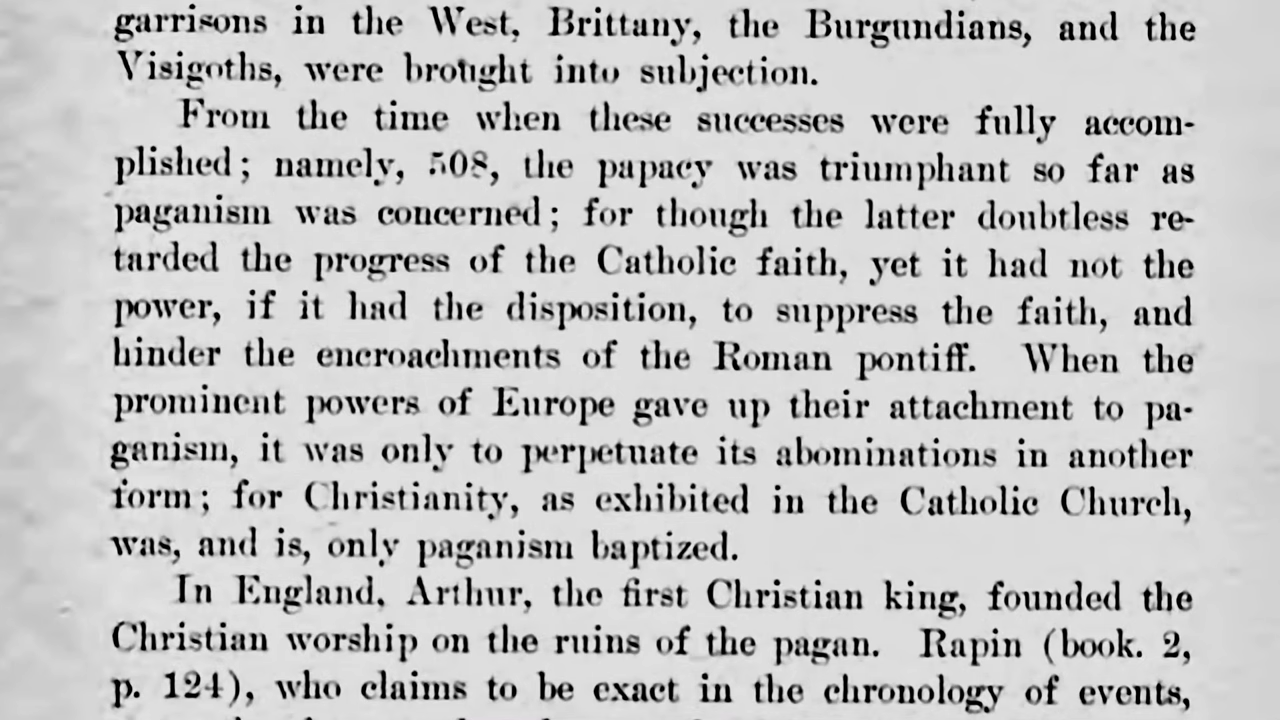 garrisons in the West, Brittany, the Burgundians, and the
Visigoths, were brought into subjection.
From the time when these successes were fully accom-
plished; namely, 508, the papacy was triumphant so far as
paganism was concerned; for though the latter doubtless re-
tarded the progress of the Catholic faith, yet it had not the
power, if it had the disposition, to suppress the faith, and
hinder the encroachments of the Roman pontiff. When the
prominent powers of Europe gave up their attachment to pa-
ganism, it was only to perpetuate its abominations in another
form; for Christianity, as exhibited in the Catholic Church,
was, and is, only paganism baptized.
In England, Arthur, the first Christian king, founded the
Christian worship on the ruins of the pagan. Rapin (book. 2,
p. 124), who claims to be exact in the chronology of events,